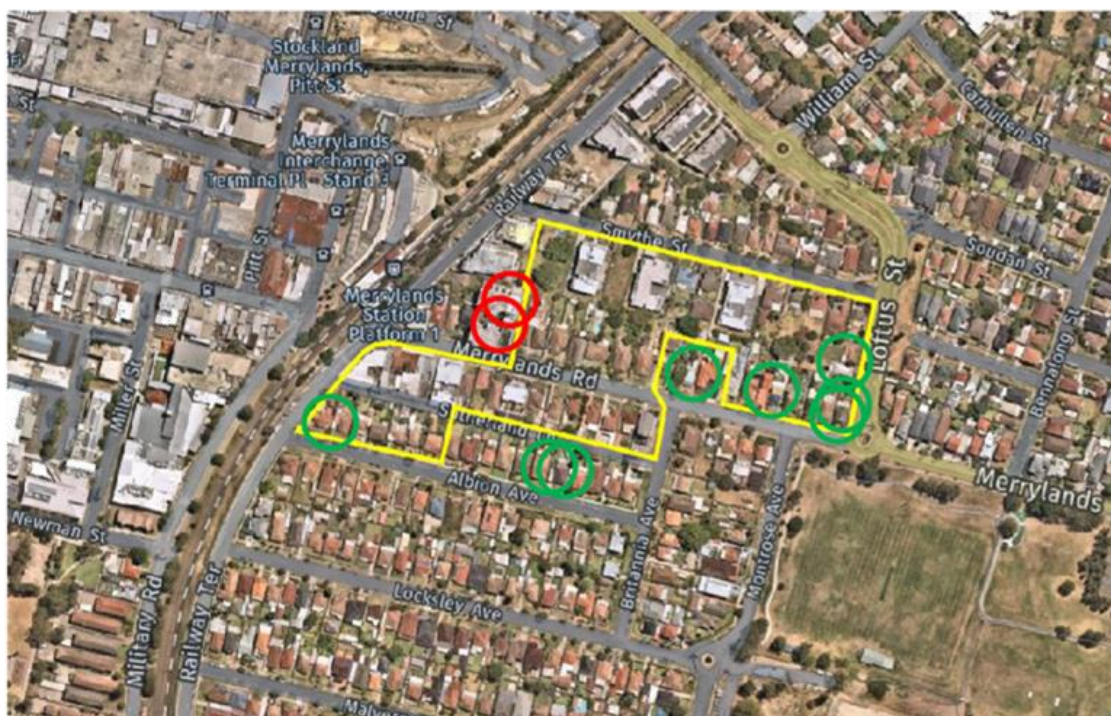 Stockland
Merrylands,
Pitt St
William St
Carhullen St
Merrylands
Interchange,
Terminal Pl - Stand 3
Railway Ter
Pitt St
Smythe St
Soudan St
Loftus St
Bennalong St
Merrylands
Station
Platform 1
Merrylands Rd
Miller St
Albion Ave
Merrylands
Newman St
Military Rd
Railway Ter
Locksley Ave
Britannia Ave
Montrose Ave